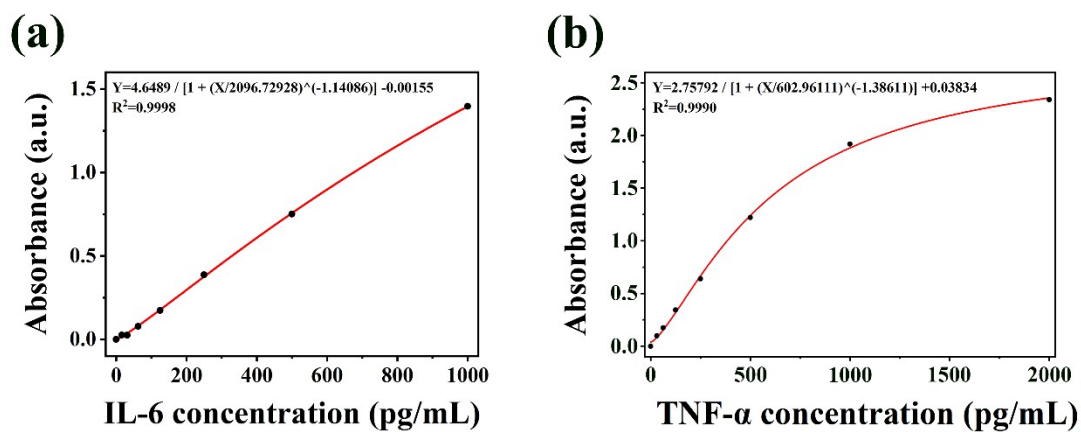 (a)
Y=4.6489 / [1 + (X/2096.72928)^(-1.14086)] -0.00155
R²=0.9998
1.5
1.0
0.5
0.0
Absorbance (a.u.)
0 200 400 600 800 1000
IL-6 concentration (pg/mL)
(b)
Y=2.75792 / [1 + (X/602.96111)^(-1.38611)] +0.03834
R²=0.9990
2.5
2.0
1.5
1.0
0.5
0.0
Absorbance (a.u.)
0 500 1000 1500 2000
TNF-α concentration (pg/mL)